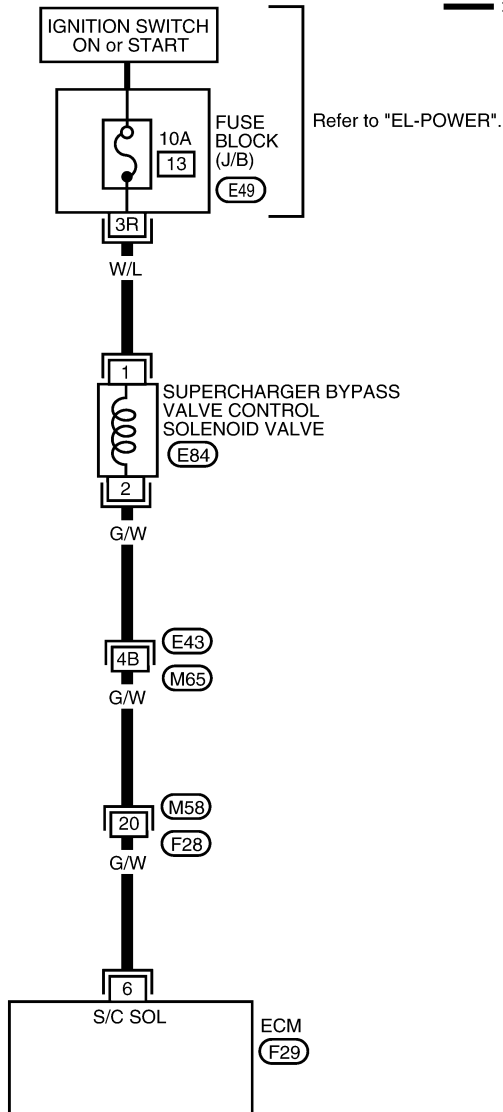 IGNITION SWITCH
ON or START
FUSE
BLOCK
(J/B)
10A
13
E49
Refer to "EL-POWER".
3R
W/L
1
SUPERCHARGER BYPASS
VALVE CONTROL
SOLENOID VALVE
E84
2
G/W
4B
E43
M65
G/W
20
M58
F28
G/W
6
S/C SOL
ECM
F29